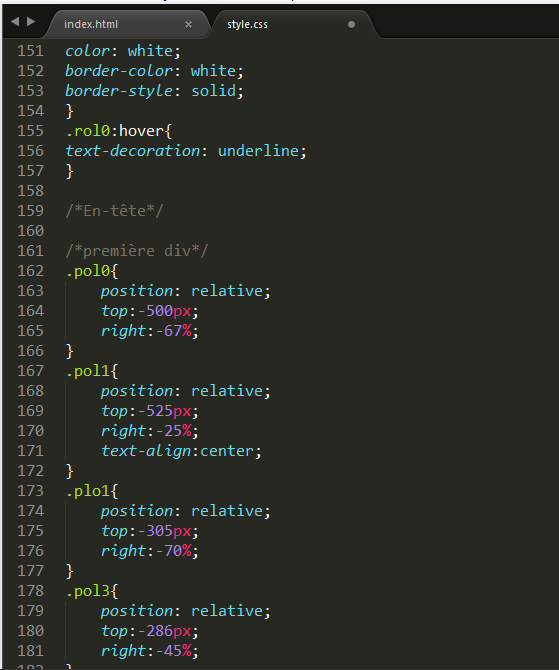 index.html × style.css
151 color: white;
152 border-color: white;
153 border-style: solid;
154 }
155 .rol0:hover{
156 text-decoration: underline;
157 }
158
159 /*En-tête*/
160
161 /*première div*/
162 .pol0{
163 position: relative;
164 top:-500px;
165 right:-67%;
166 }
167 .pol1{
168 position: relative;
169 top:-525px;
170 right:-25%;
171 text-align:center;
172 }
173 .plo1{
174 position: relative;
175 top:-305px;
176 right:-70%;
177 }
178 .pol3{
179 position: relative;
180 top:-286px;
181 right:-45%;